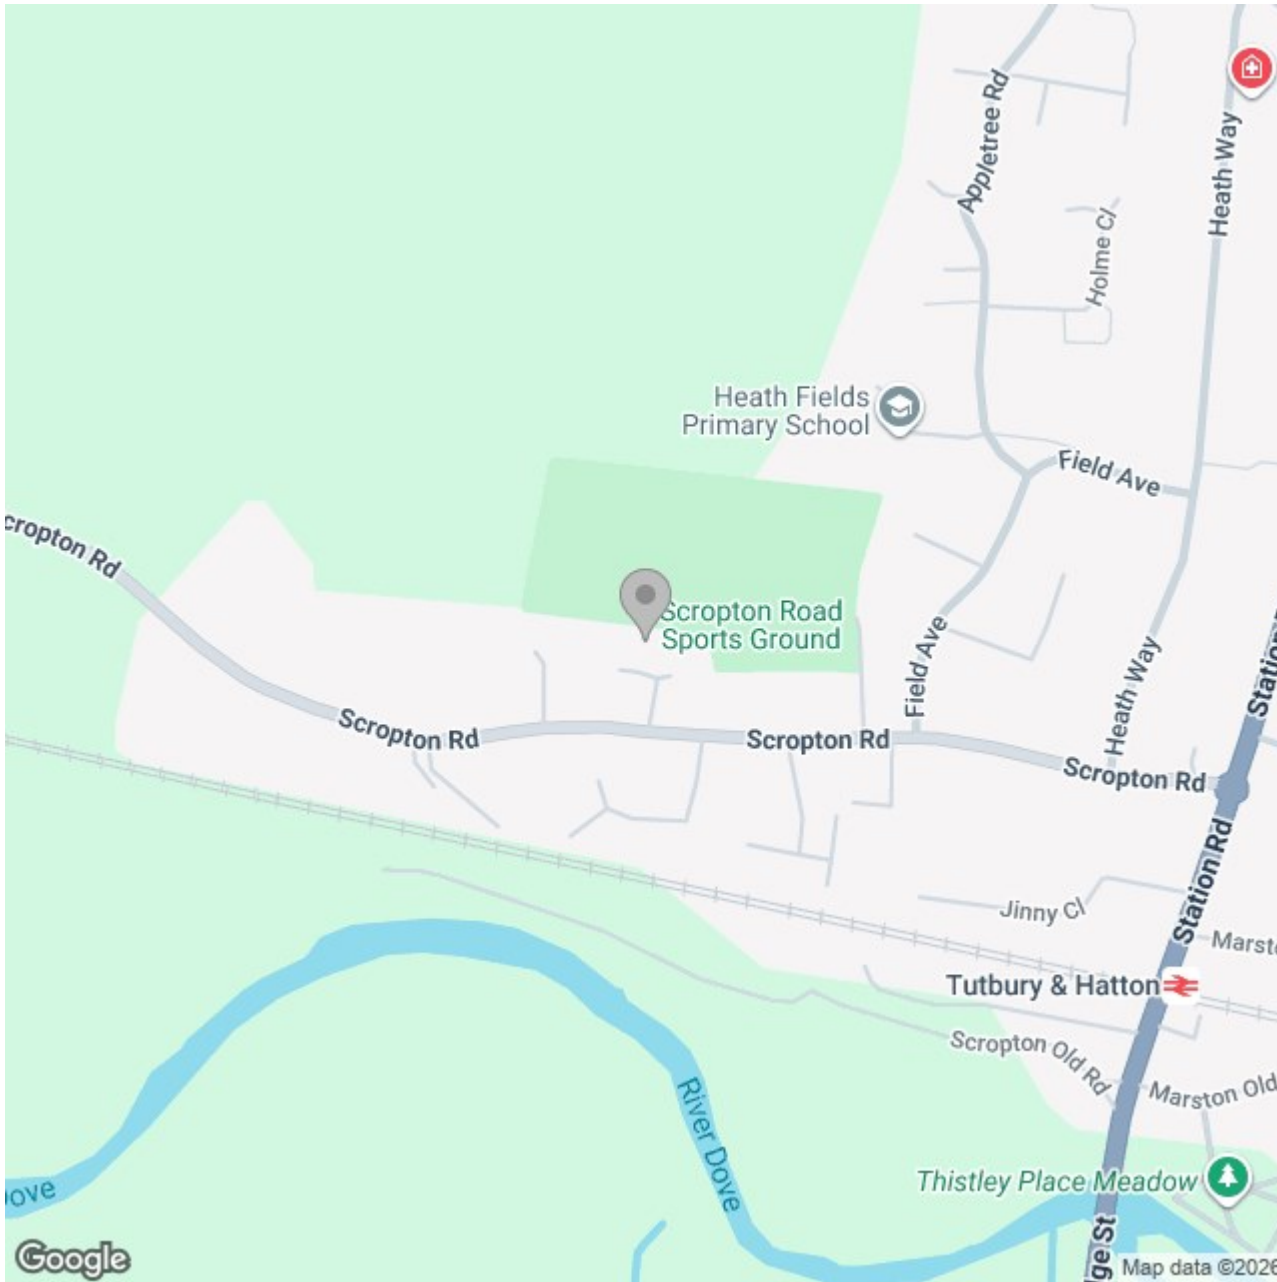 Appletree Rd
Heath Way
Holme Cl
Heath Fields
Primary School
Field Ave
cropton Rd
Scropton Road
Sports Ground
Field Ave
Heath Way
Station
Scropton Rd
Scropton Rd
Scropton Rd
Station Rd
Jinny Cl
Marst
Tutbury & Hatton
Scropton Old Rd
Marston Old
River Dove
Thistley Place Meadow
ove
dge St
Google
Map data ©2026